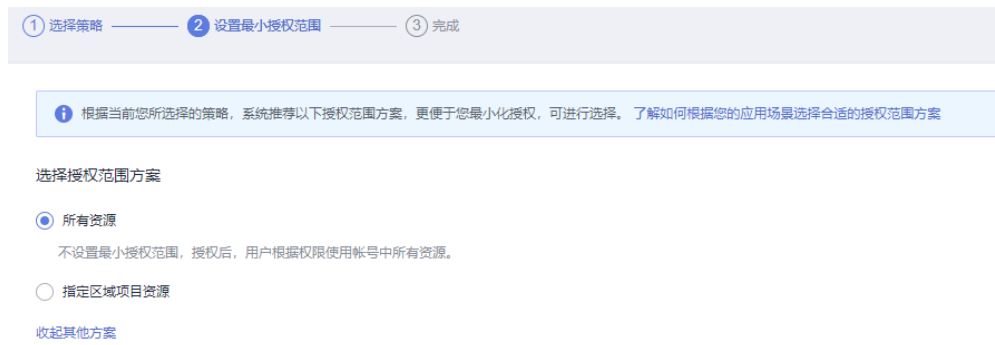 1 选择策略 2 设置最小授权范围 3 完成
根据当前您所选择的策略，系统推荐以下授权范围方案，更便于您最小化授权，可进行选择。 了解如何根据您的应用场景选择合适的授权范围方案
选择授权范围方案
所有资源
不设置最小授权范围，授权后，用户根据权限使用帐号中所有资源。
指定区域项目资源
收起其他方案